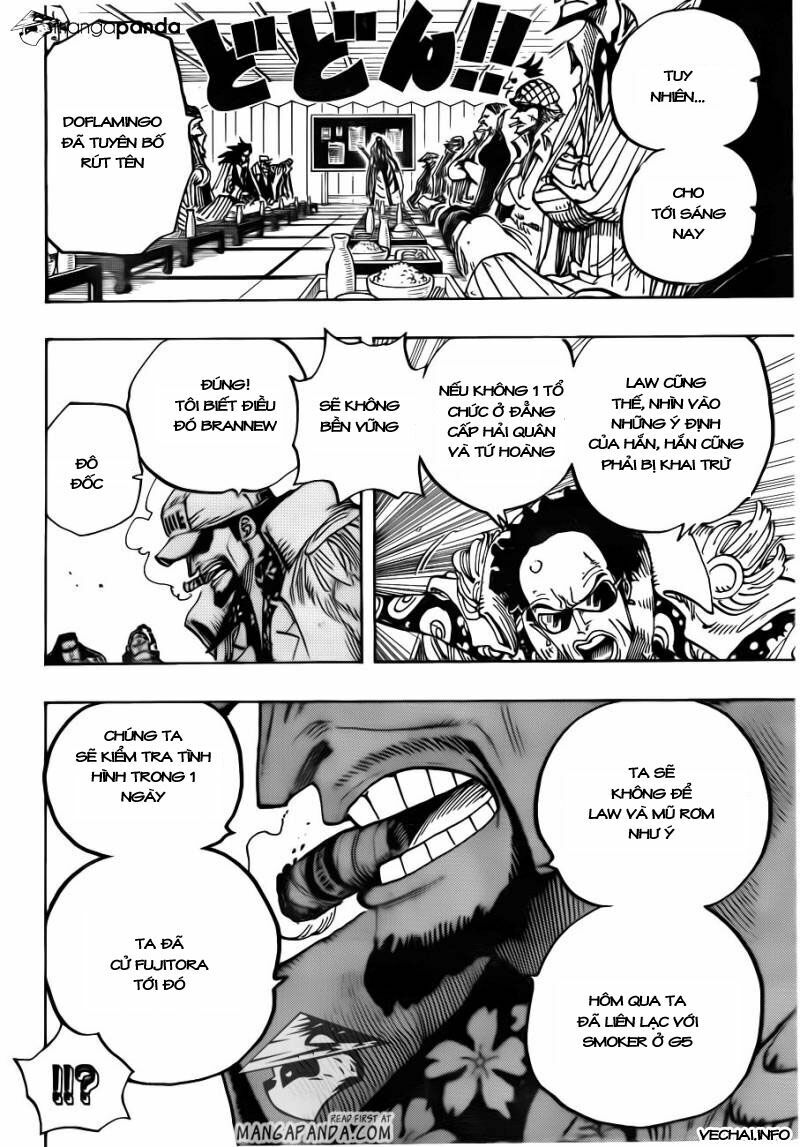 mangapanda
どどん!!
TUY
NHIÊN...
CHO
TỚI SÁNG
NAY
DOFLAMINGO
ĐÃ TUYÊN BỐ
RÚT TÊN
LAW CŨNG
THẾ, NHÌN VÀO
NHỮNG Ý ĐỊNH
CỦA HẮN, HẮN CŨNG
PHẢI BỊ KHAI TRỪ
NẾU KHÔNG 1 TỔ
CHỨC Ở ĐẲNG
CẤP HẢI QUÂN
VÀ TỨ HOÀNG
SẼ KHÔNG
BỀN VỮNG
ĐÚNG!
TÔI BIẾT ĐIỀU
ĐÓ BRANNEW
ĐÔ
ĐỐC
TA SẼ
KHÔNG ĐỂ
LAW VÀ MŨ RƠM
NHƯ Ý
HÔM QUA TA
ĐÃ LIÊN LẠC VỚI
SMOKER Ở G5
CHÚNG TA
SẼ KIỂM TRA TÌNH
HÌNH TRONG 1
NGÀY
TA ĐÃ
CỬ FUJITORA
TỚI ĐÓ
!!?
READ FIRST AT
MANGAPANDA.COM
VECHAI.INFO